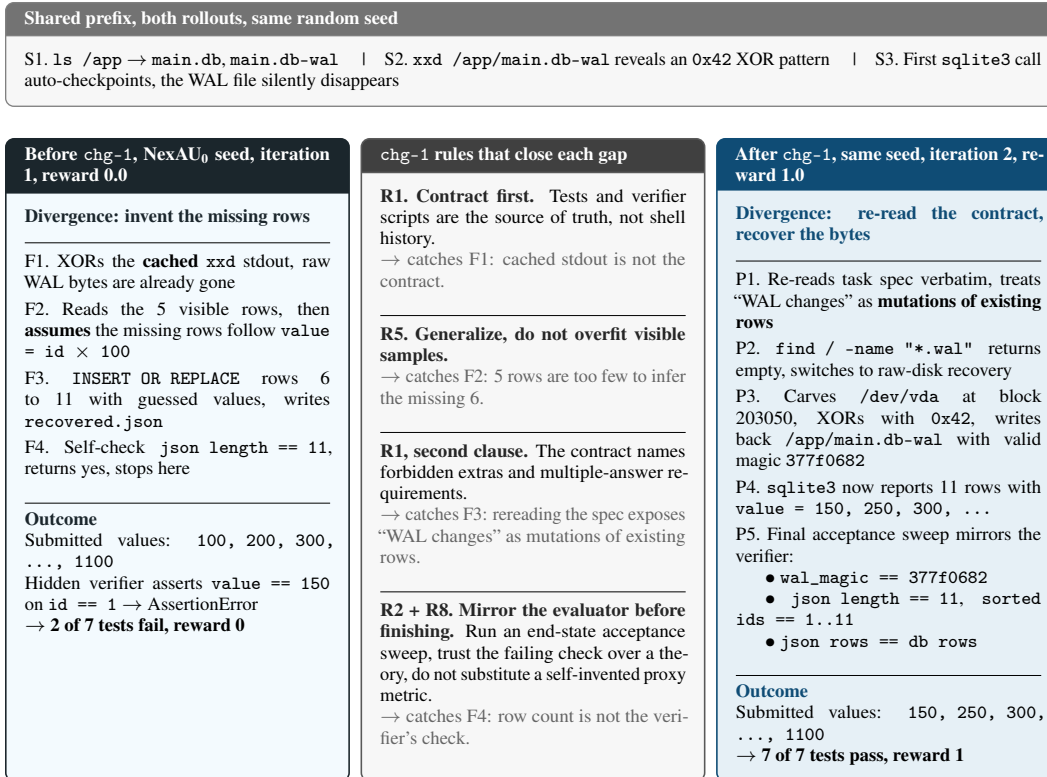 Shared prefix, both rollouts, same random seed
S1. ls /app → main.db, main.db-wal | S2. xxd /app/main.db-wal reveals an 0x42 XOR pattern | S3. First sqlite3 call
auto-checkpoints, the WAL file silently disappears
Before chg-1, NexAU₀ seed, iteration
1, reward 0.0
Divergence: invent the missing rows
F1. XORs the cached xxd stdout, raw
WAL bytes are already gone
F2. Reads the 5 visible rows, then
assumes the missing rows follow value
= id × 100
F3. INSERT OR REPLACE rows 6
to 11 with guessed values, writes
recovered.json
F4. Self-check json length == 11,
returns yes, stops here
Outcome
Submitted values: 100, 200, 300,
..., 1100
Hidden verifier asserts value == 150
on id == 1 → AssertionError
→ 2 of 7 tests fail, reward 0
chg-1 rules that close each gap
R1. Contract first. Tests and verifier
scripts are the source of truth, not shell
history.
→ catches F1: cached stdout is not the
contract.
R5. Generalize, do not overfit visible
samples.
→ catches F2: 5 rows are too few to infer
the missing 6.
R1, second clause. The contract names
forbidden extras and multiple-answer re-
quirements.
→ catches F3: rereading the spec exposes
“WAL changes” as mutations of existing
rows.
R2 + R8. Mirror the evaluator before
finishing. Run an end-state acceptance
sweep, trust the failing check over a the-
ory, do not substitute a self-invented proxy
metric.
→ catches F4: row count is not the veri-
fier’s check.
After chg-1, same seed, iteration 2, re-
ward 1.0
Divergence: re-read the contract,
recover the bytes
P1. Re-reads task spec verbatim, treats
“WAL changes” as mutations of existing
rows
P2. find / -name "*.wal" returns
empty, switches to raw-disk recovery
P3. Carves /dev/vda at block
203050, XORs with 0x42, writes
back /app/main.db-wal with valid
magic 377f0682
P4. sqlite3 now reports 11 rows with
value = 150, 250, 300, ...
P5. Final acceptance sweep mirrors the
verifier:
• wal_magic == 377f0682
• json length == 11, sorted
ids == 1..11
• json rows == db rows
Outcome
Submitted values: 150, 250, 300,
..., 1100
→ 7 of 7 tests pass, reward 1